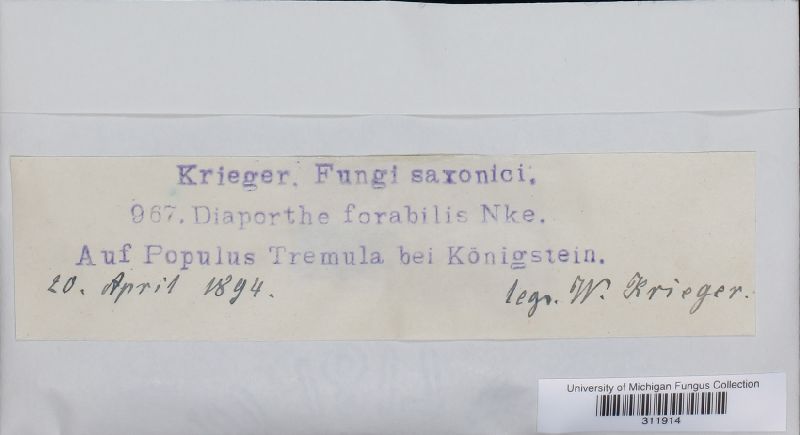 Krieger, Fungi saxonici.
967. Diaporthe forabilis Nke.
Auf Populus Tremula bei Königstein.
20. April 1894.
leg. W. Krieger.
University of Michigan Fungus Collection
311914